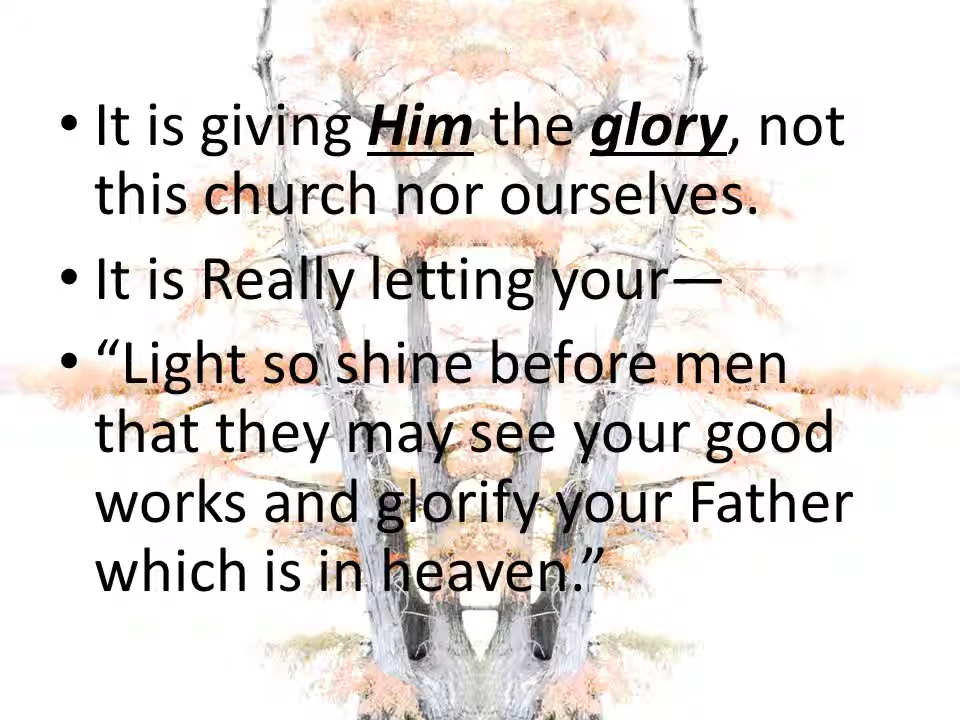 • It is giving Him the glory, not
this church nor ourselves.
• It is Really letting your—
• “Light so shine before men
that they may see your good
works and glorify your Father
which is in heaven.”